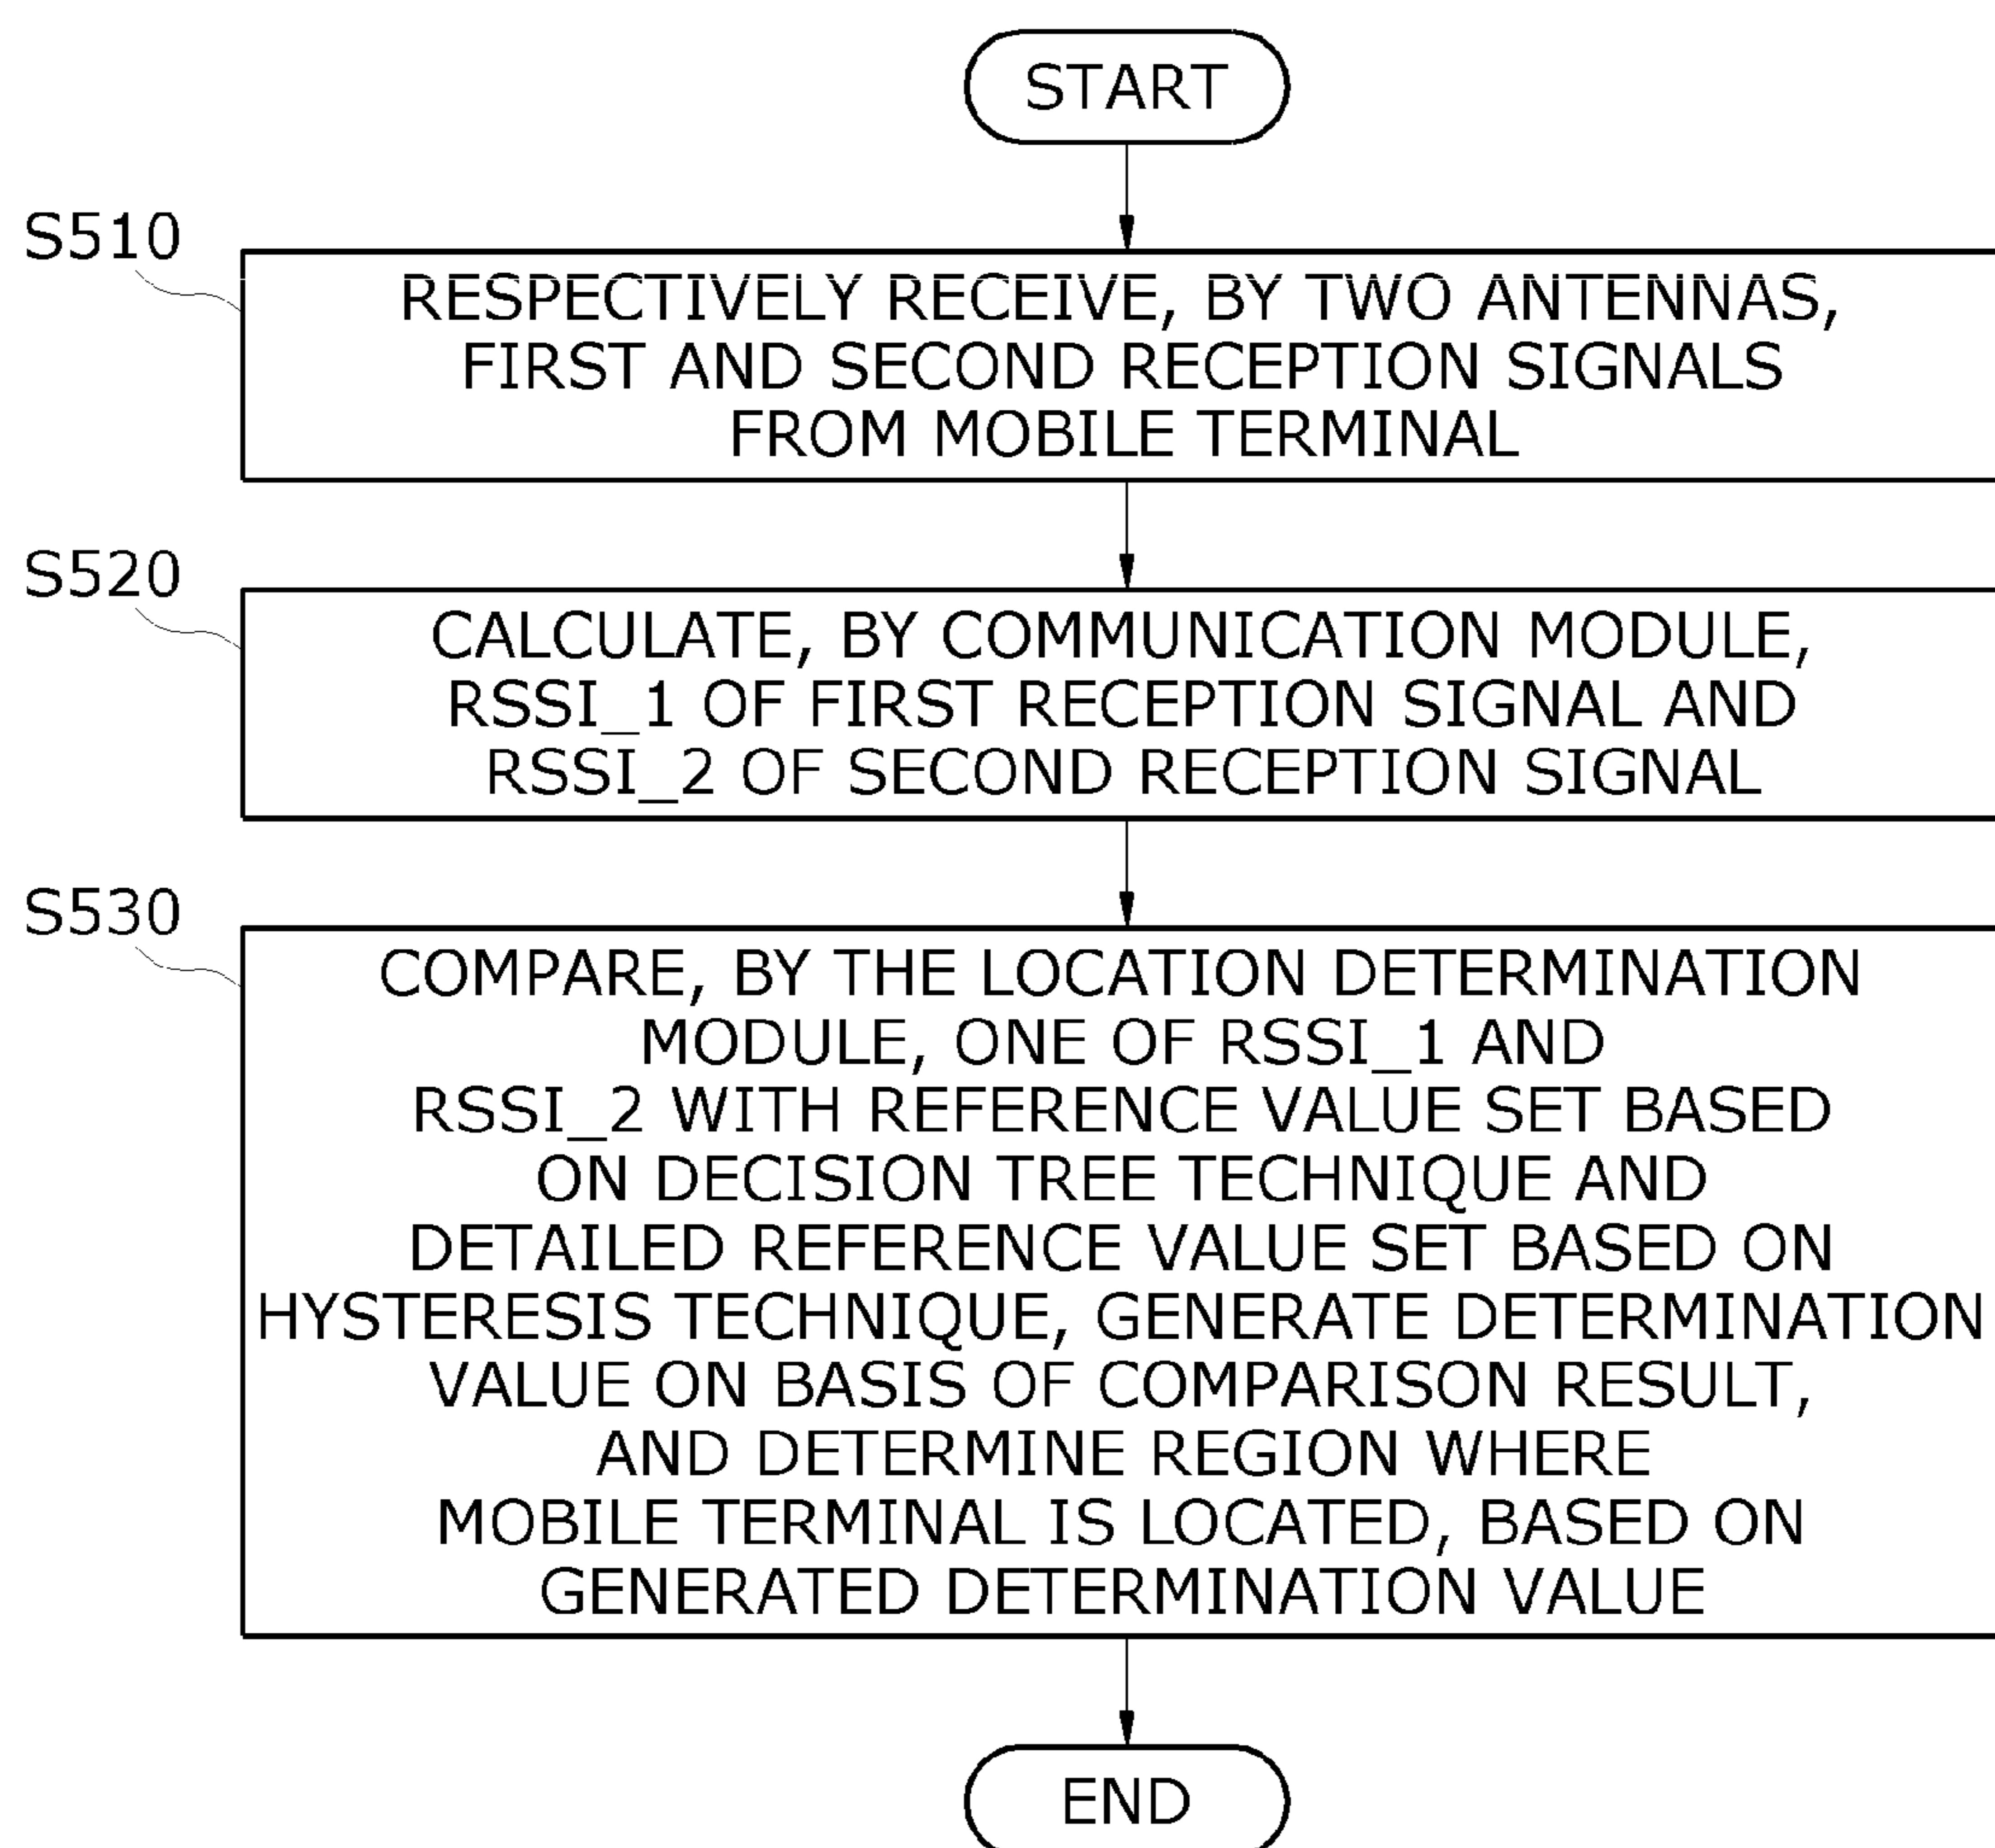 START
S510
RESPECTIVELY RECEIVE, BY TWO ANTENNAS,
FIRST AND SECOND RECEPTION SIGNALS
FROM MOBILE TERMINAL
S520
CALCULATE, BY COMMUNICATION MODULE,
RSSI_1 OF FIRST RECEPTION SIGNAL AND
RSSI_2 OF SECOND RECEPTION SIGNAL
S530
COMPARE, BY THE LOCATION DETERMINATION
MODULE, ONE OF RSSI_1 AND
RSSI_2 WITH REFERENCE VALUE SET BASED
ON DECISION TREE TECHNIQUE AND
DETAILED REFERENCE VALUE SET BASED ON
HYSTERESIS TECHNIQUE, GENERATE DETERMINATION
VALUE ON BASIS OF COMPARISON RESULT,
AND DETERMINE REGION WHERE
MOBILE TERMINAL IS LOCATED, BASED ON
GENERATED DETERMINATION VALUE
END